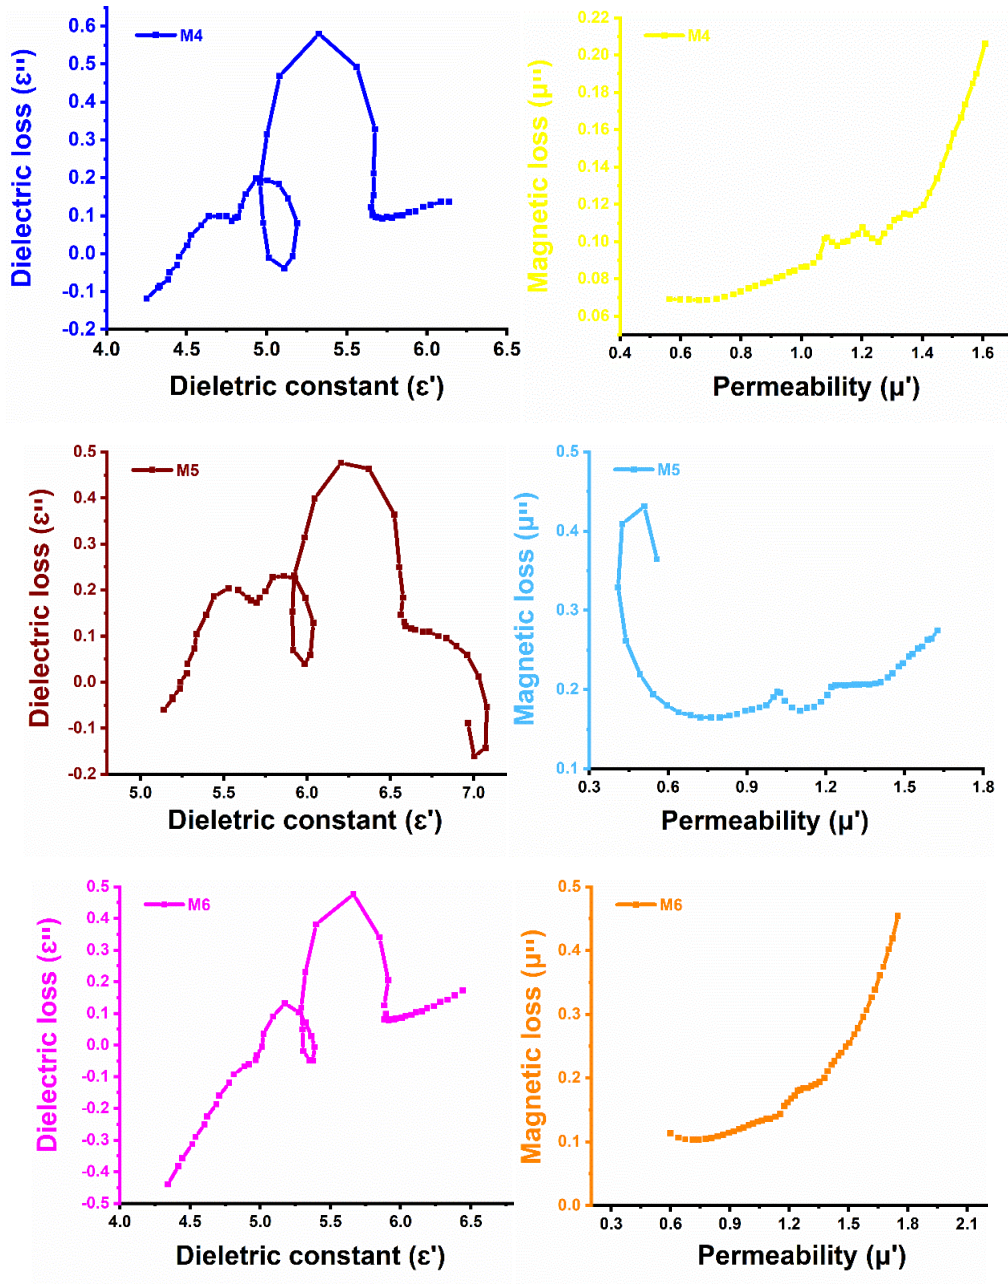 M4
Dielectric loss (ε'')
0.6
0.5
0.4
0.3
0.2
0.1
0.0
-0.1
-0.2
4.0 4.5 5.0 5.5 6.0 6.5
Dieletric constant (ε')
M4
Magnetic loss (μ'')
0.22
0.20
0.18
0.16
0.14
0.12
0.10
0.08
0.06
0.4 0.6 0.8 1.0 1.2 1.4 1.6
Permeability (μ')
M5
Dielectric loss (ε'')
0.5
0.4
0.3
0.2
0.1
0.0
-0.1
-0.2
5.0 5.5 6.0 6.5 7.0
Dieletric constant (ε')
M5
Magnetic loss (μ'')
0.5
0.4
0.3
0.2
0.1
0.3 0.6 0.9 1.2 1.5 1.8
Permeability (μ')
M6
Dielectric loss (ε'')
0.5
0.4
0.3
0.2
0.1
0.0
-0.1
-0.2
-0.3
-0.4
-0.5
4.0 4.5 5.0 5.5 6.0 6.5
Dieletric constant (ε')
M6
Magnetic loss (μ'')
0.5
0.4
0.3
0.2
0.1
0.0
0.3 0.6 0.9 1.2 1.5 1.8 2.1
Permeability (μ')